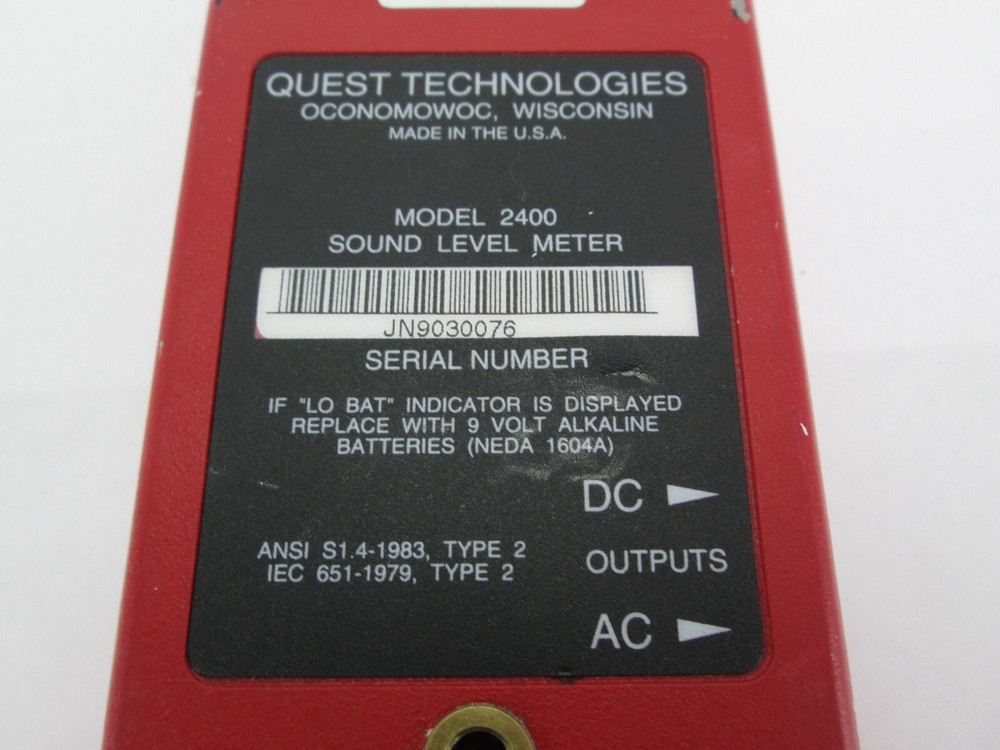 QUEST TECHNOLOGIES
OCONOMOWOC, WISCONSIN
MADE IN THE U.S.A.
MODEL 2400
SOUND LEVEL METER
JN9030076
SERIAL NUMBER
IF "LO BAT" INDICATOR IS DISPLAYED
REPLACE WITH 9 VOLT ALKALINE
BATTERIES (NEDA 1604A)
DC
ANSI S1.4-1983, TYPE 2
IEC 651-1979, TYPE 2
OUTPUTS
AC